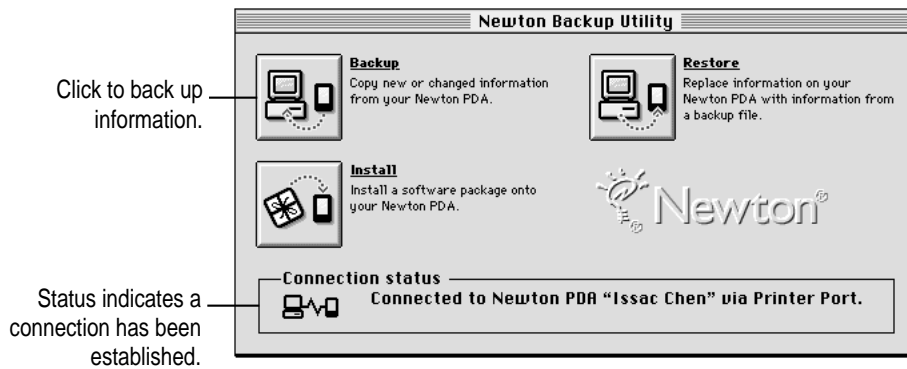 Newton Backup Utility
Click to back up
information.
Backup
Copy new or changed information
from your Newton PDA.
Restore
Replace information on your
Newton PDA with information from
a backup file.
Install
Install a software package onto
your Newton PDA.
Newton®
Status indicates a
connection has been
established.
Connection status
Connected to Newton PDA “Issac Chen” via Printer Port.